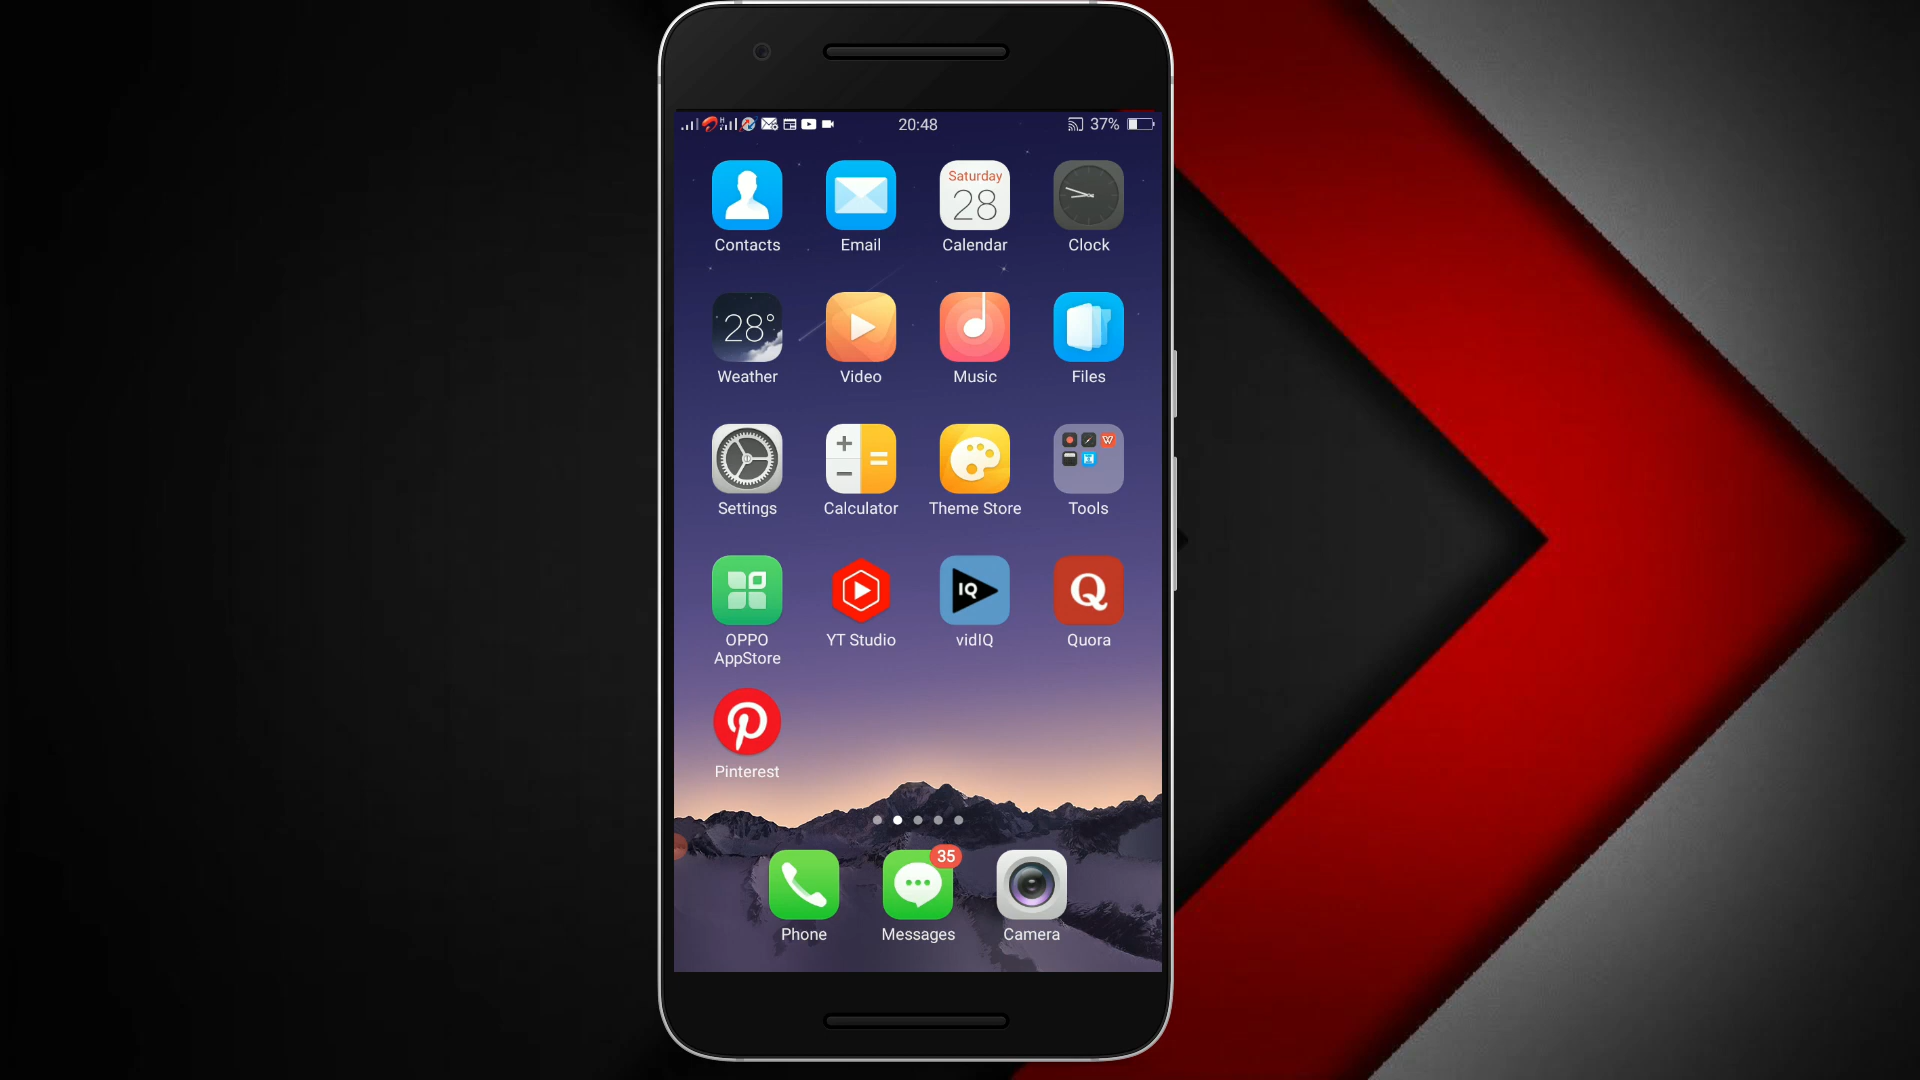 H
20:48
37%
Saturday
28
Contacts
Email
Calendar
Clock
28°
Weather
Video
Music
Files
Settings
Calculator
Theme Store
Tools
IQ
Q
OPPO
AppStore
YT Studio
vidIQ
Quora
Pinterest
35
Phone
Messages
Camera